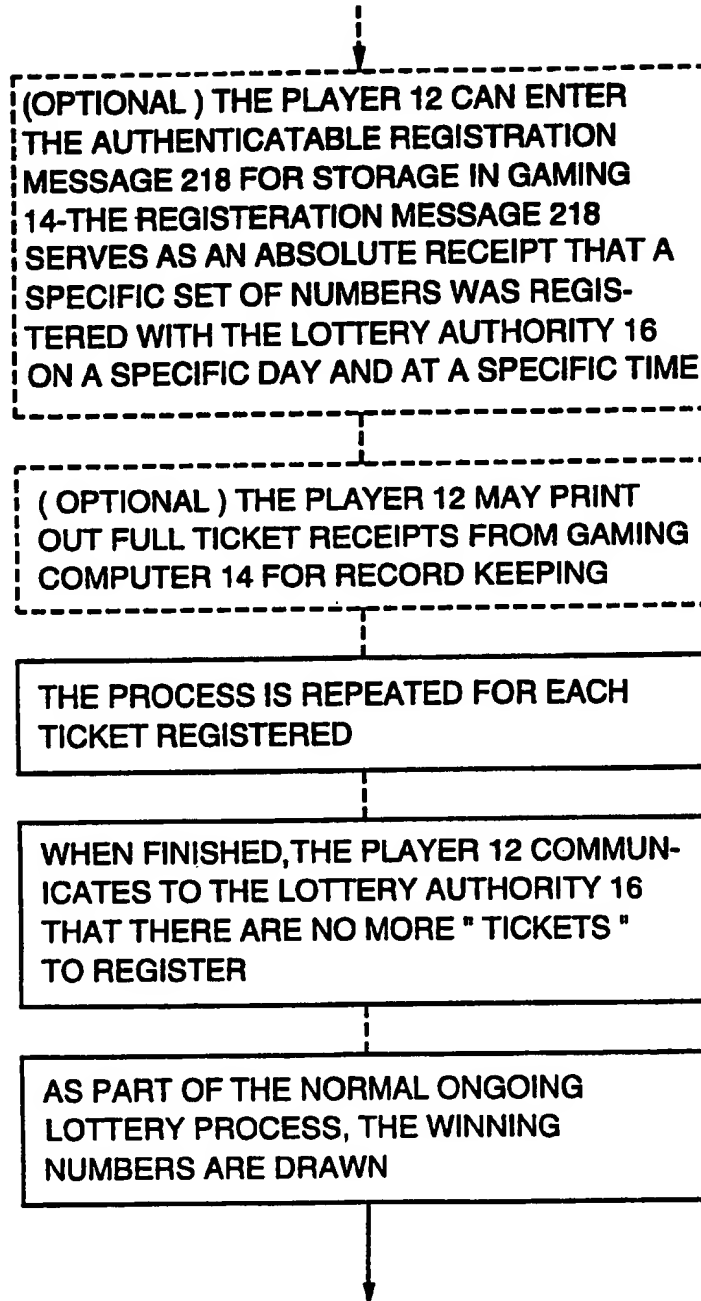 (OPTIONAL ) THE PLAYER 12 CAN ENTER
THE AUTHENTICATABLE REGISTRATION
MESSAGE 218 FOR STORAGE IN GAMING
14-THE REGISTERATION MESSAGE 218
SERVES AS AN ABSOLUTE RECEIPT THAT A
SPECIFIC SET OF NUMBERS WAS REGIS-
TERED WITH THE LOTTERY AUTHORITY 16
ON A SPECIFIC DAY AND AT A SPECIFIC TIME
( OPTIONAL ) THE PLAYER 12 MAY PRINT
OUT FULL TICKET RECEIPTS FROM GAMING
COMPUTER 14 FOR RECORD KEEPING
THE PROCESS IS REPEATED FOR EACH
TICKET REGISTERED
WHEN FINISHED,THE PLAYER 12 COMMUN-
ICATES TO THE LOTTERY AUTHORITY 16
THAT THERE ARE NO MORE " TICKETS "
TO REGISTER
AS PART OF THE NORMAL ONGOING
LOTTERY PROCESS, THE WINNING
NUMBERS ARE DRAWN